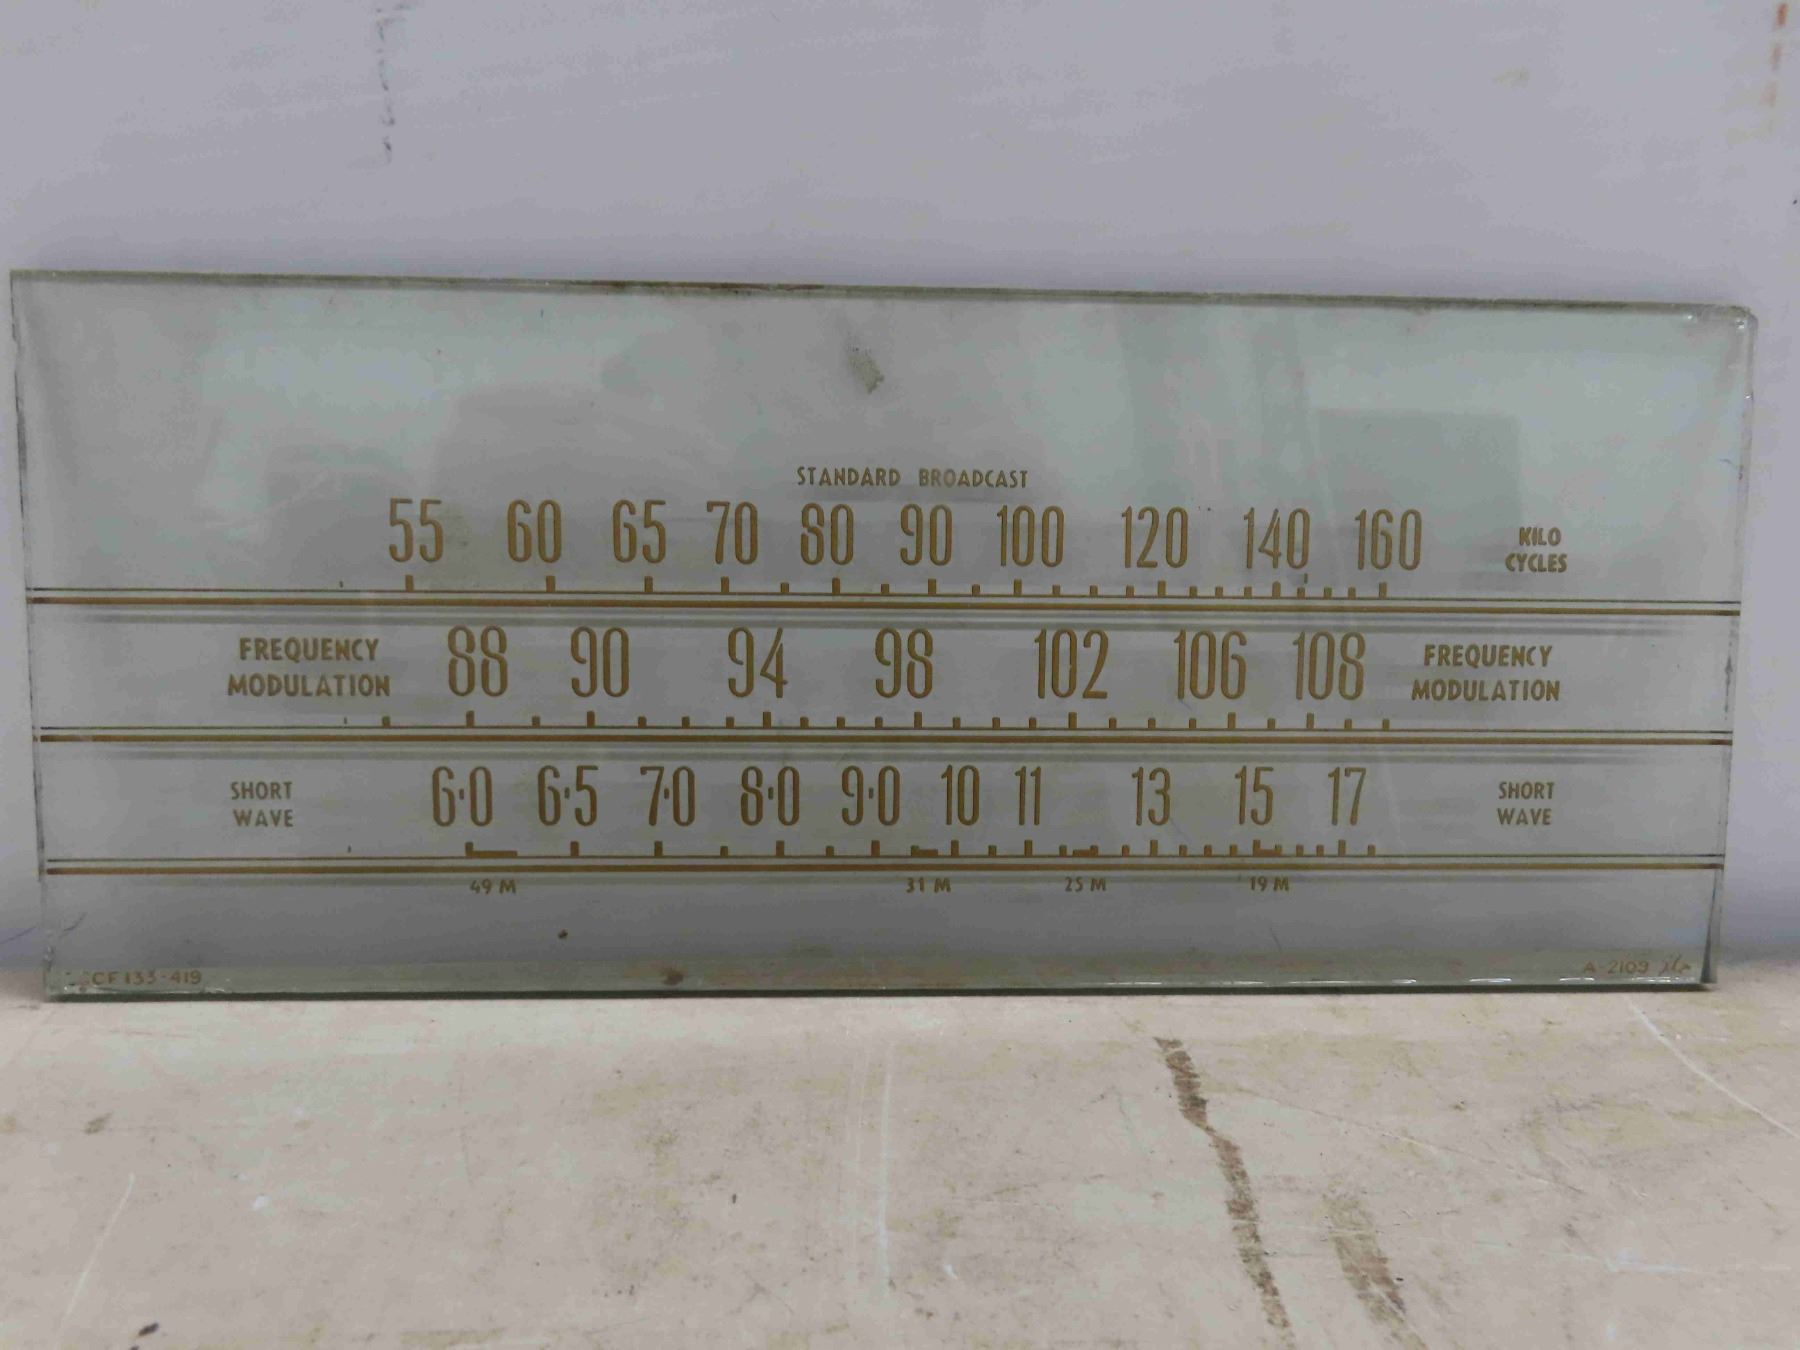 STANDARD BROADCAST
55 60 65 70 80 90 100 120 140 160 KILO CYCLES
FREQUENCY MODULATION 88 90 94 98 102 106 108 FREQUENCY MODULATION
SHORT WAVE 6·0 6·5 7·0 8·0 9·0 10 11 13 15 17 SHORT WAVE
49 M 31 M 25 M 19 M
CF133-419 A-2109